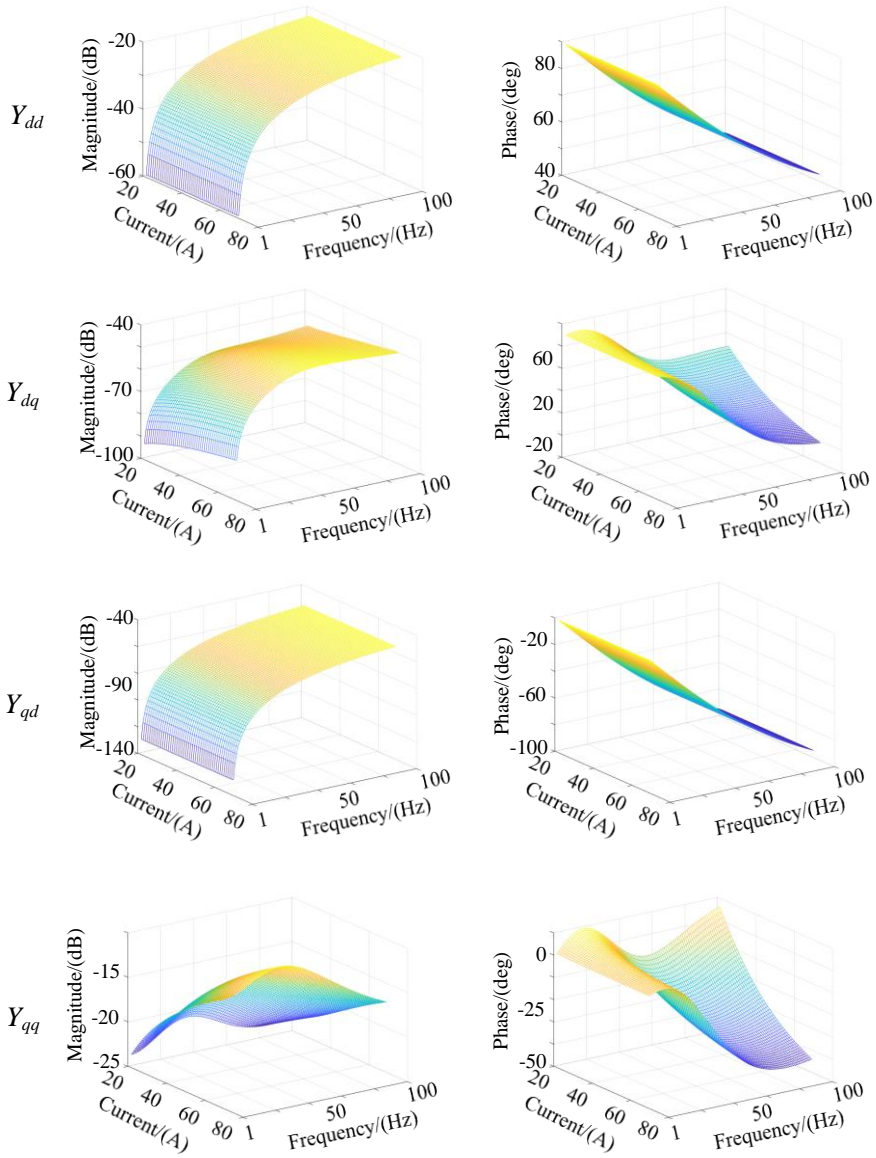 Y_dd
Magnitude/(dB)
-20
-40
-60
20
40
60
80
Current/(A)
1
50
100
Frequency/(Hz)
Phase/(deg)
80
60
40
20
40
60
80
Current/(A)
1
50
100
Frequency/(Hz)
Y_dq
Magnitude/(dB)
-40
-70
-100
20
40
60
80
Current/(A)
1
50
100
Frequency/(Hz)
Phase/(deg)
60
20
-20
20
40
60
80
Current/(A)
1
50
100
Frequency/(Hz)
Y_qd
Magnitude/(dB)
-40
-90
-140
20
40
60
80
Current/(A)
1
50
100
Frequency/(Hz)
Phase/(deg)
-20
-60
-100
20
40
60
80
Current/(A)
1
50
100
Frequency/(Hz)
Y_qq
Magnitude/(dB)
-15
-20
-25
20
40
60
80
Current/(A)
1
50
100
Frequency/(Hz)
Phase/(deg)
0
-25
-50
20
40
60
80
Current/(A)
1
50
100
Frequency/(Hz)